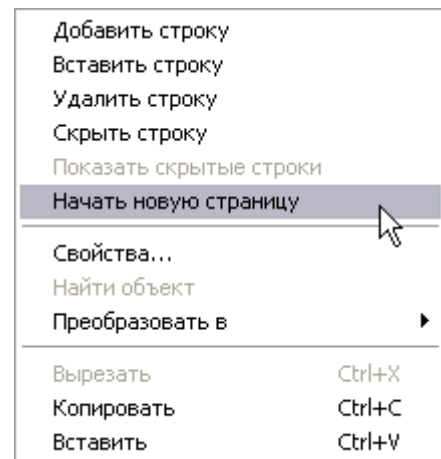 Добавить строку
Вставить строку
Удалить строку
Скрыть строку
Показать скрытые строки
Начать новую страницу
Свойства...
Найти объект
Преобразовать в
Вырезать Ctrl+X
Копировать Ctrl+C
Вставить Ctrl+V